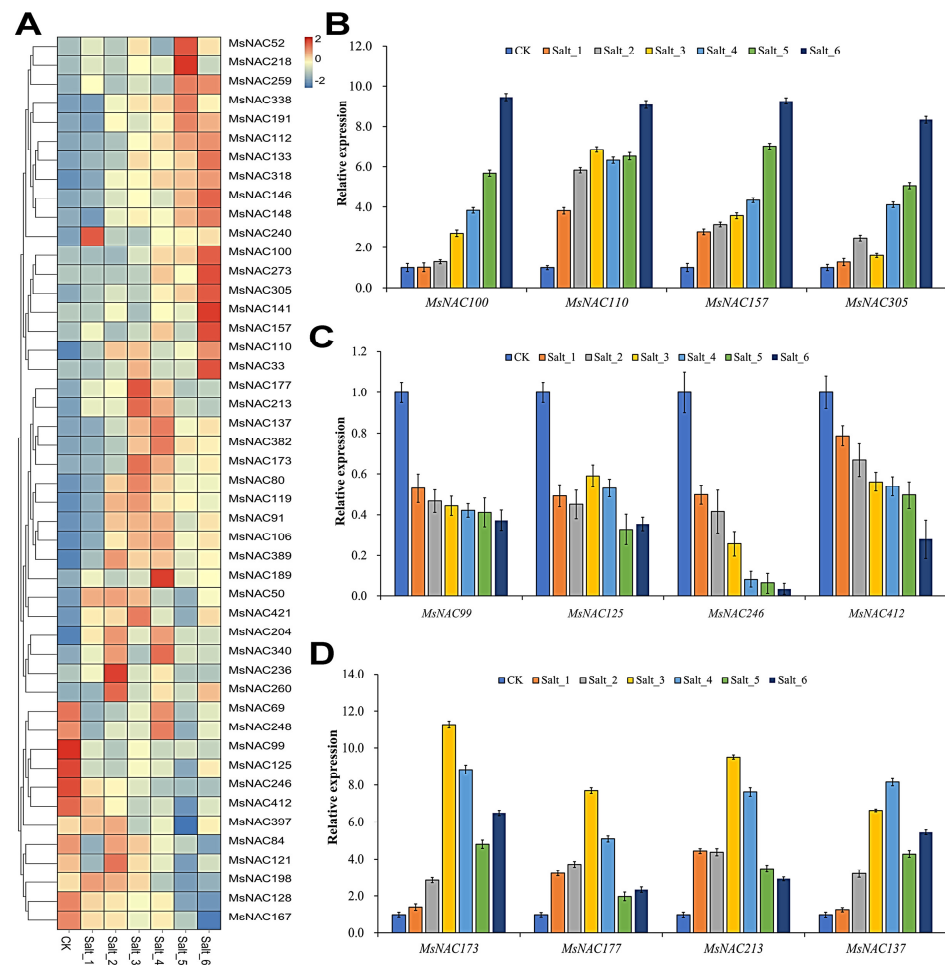 A
MsNAC52
MsNAC218
MsNAC259
MsNAC338
MsNAC191
MsNAC112
MsNAC133
MsNAC318
MsNAC146
MsNAC148
MsNAC240
MsNAC100
MsNAC273
MsNAC305
MsNAC141
MsNAC157
MsNAC110
MsNAC33
MsNAC177
MsNAC213
MsNAC137
MsNAC382
MsNAC173
MsNAC80
MsNAC119
MsNAC91
MsNAC106
MsNAC389
MsNAC189
MsNAC50
MsNAC421
MsNAC204
MsNAC340
MsNAC236
MsNAC260
MsNAC69
MsNAC248
MsNAC99
MsNAC125
MsNAC246
MsNAC412
MsNAC397
MsNAC84
MsNAC121
MsNAC198
MsNAC128
MsNAC167
2
0
-2
CK Salt_1 Salt_2 Salt_3 Salt_4 Salt_5 Salt_6
B
CK Salt_1 Salt_2 Salt_3 Salt_4 Salt_5 Salt_6
Relative expression
12.0
10.0
8.0
6.0
4.0
2.0
0.0
MsNAC100 MsNAC110 MsNAC157 MsNAC305
C
CK Salt_1 Salt_2 Salt_3 Salt_4 Salt_5 Salt_6
Relative expression
1.2
1.0
0.8
0.6
0.4
0.2
0.0
MsNAC99 MsNAC125 MsNAC246 MsNAC412
D
CK Salt_1 Salt_2 Salt_3 Salt_4 Salt_5 Salt_6
Relative expression
14.0
12.0
10.0
8.0
6.0
4.0
2.0
0.0
MsNAC173 MsNAC177 MsNAC213 MsNAC137